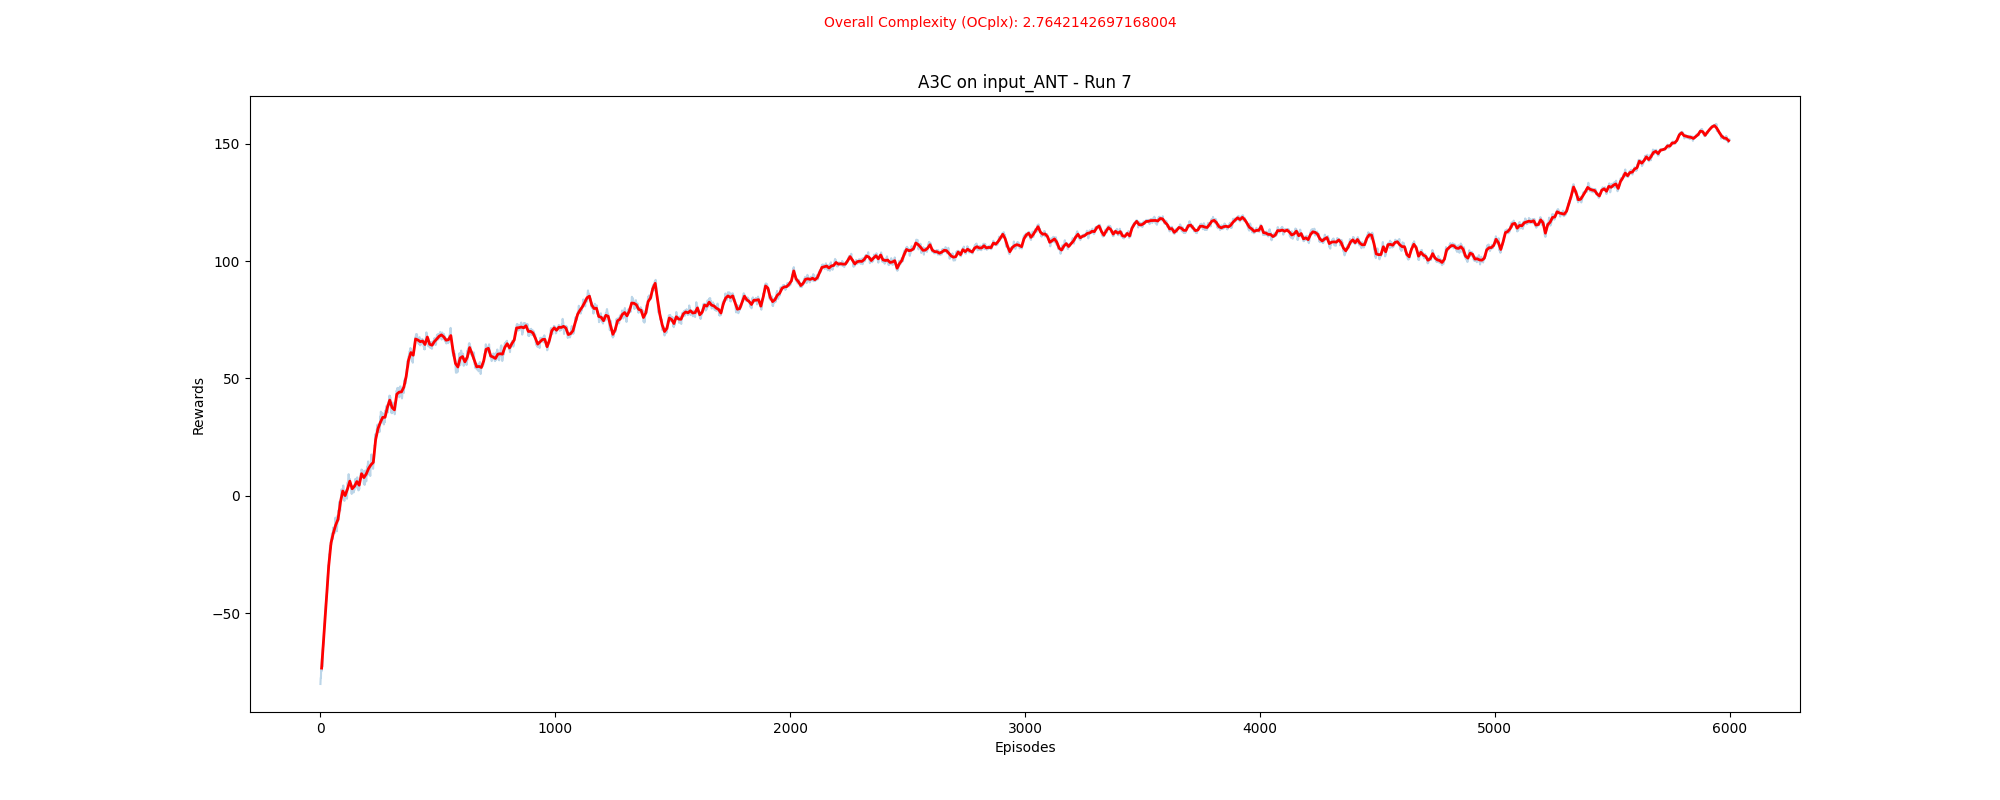 Overall Complexity (OCplx): 2.7642142697168004
A3C on input_ANT - Run 7
150
100
50
0
−50
Rewards
0 1000 2000 3000 4000 5000 6000
Episodes